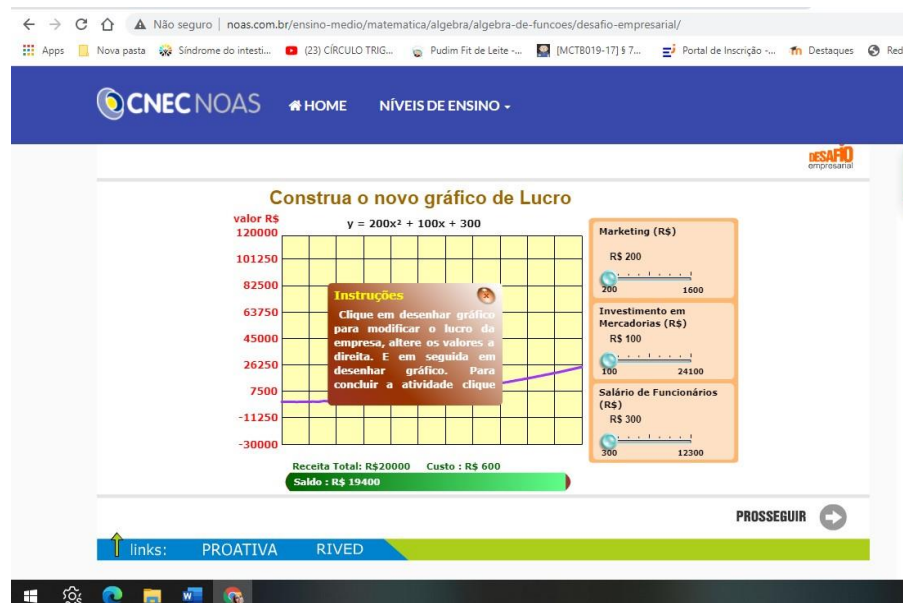 Não seguro | noas.com.br/ensino-medio/matematica/algebra/algebra-de-funcoes/desafio-empresarial/
Apps Nova pasta Síndrome do intesti... (23) CÍRCULO TRIG... Pudim Fit de Leite -... [MCTB019-17] § 7... Portal de Inscrição -... Destaques Red
CNEC NOAS HOME NÍVEIS DE ENSINO
DESAFIO
empresarial
Construa o novo gráfico de Lucro
valor R$
y = 200x² + 100x + 300
120000
101250
82500
63750
45000
26250
7500
-11250
-30000
Instruções
Clique em desenhar gráfico
para modificar o lucro da
empresa, altere os valores a
direita. E em seguida em
desenhar gráfico. Para
concluir a atividade clique
Marketing (R$)
R$ 200
200 1600
Investimento em
Mercadorias (R$)
R$ 100
100 24100
Salário de Funcionários
(R$)
R$ 300
300 12300
Receita Total: R$20000 Custo : R$ 600
Saldo : R$ 19400
PROSSEGUIR
links: PROATIVA RIVED